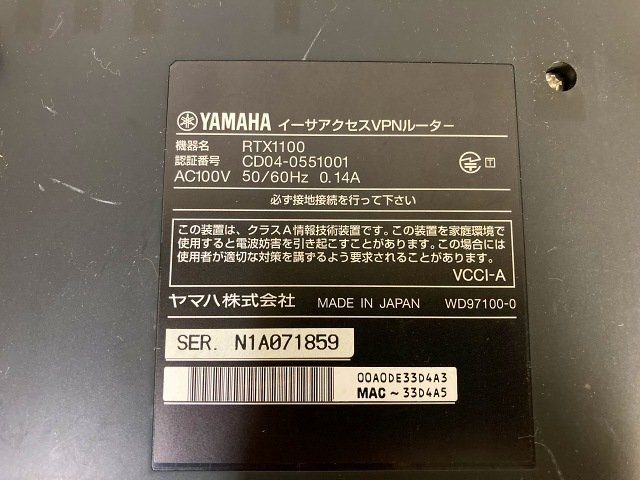 YAMAHA イーサアクセスVPNルーター
機器名 RTX1100
認証番号 CD04-0551001
AC100V 50/60Hz 0.14A
T
必ず接地接続を行って下さい
この装置は、クラスA情報技術装置です。この装置を家庭環境で
使用すると電波妨害を引き起こすことがあります。この場合には
使用者が適切な対策を講ずるよう要求されることがあります。
VCCI-A
ヤマハ株式会社 MADE IN JAPAN WD97100-0
SER. N1A071859
00A0DE33D4A3
MAC ~ 33D4A5